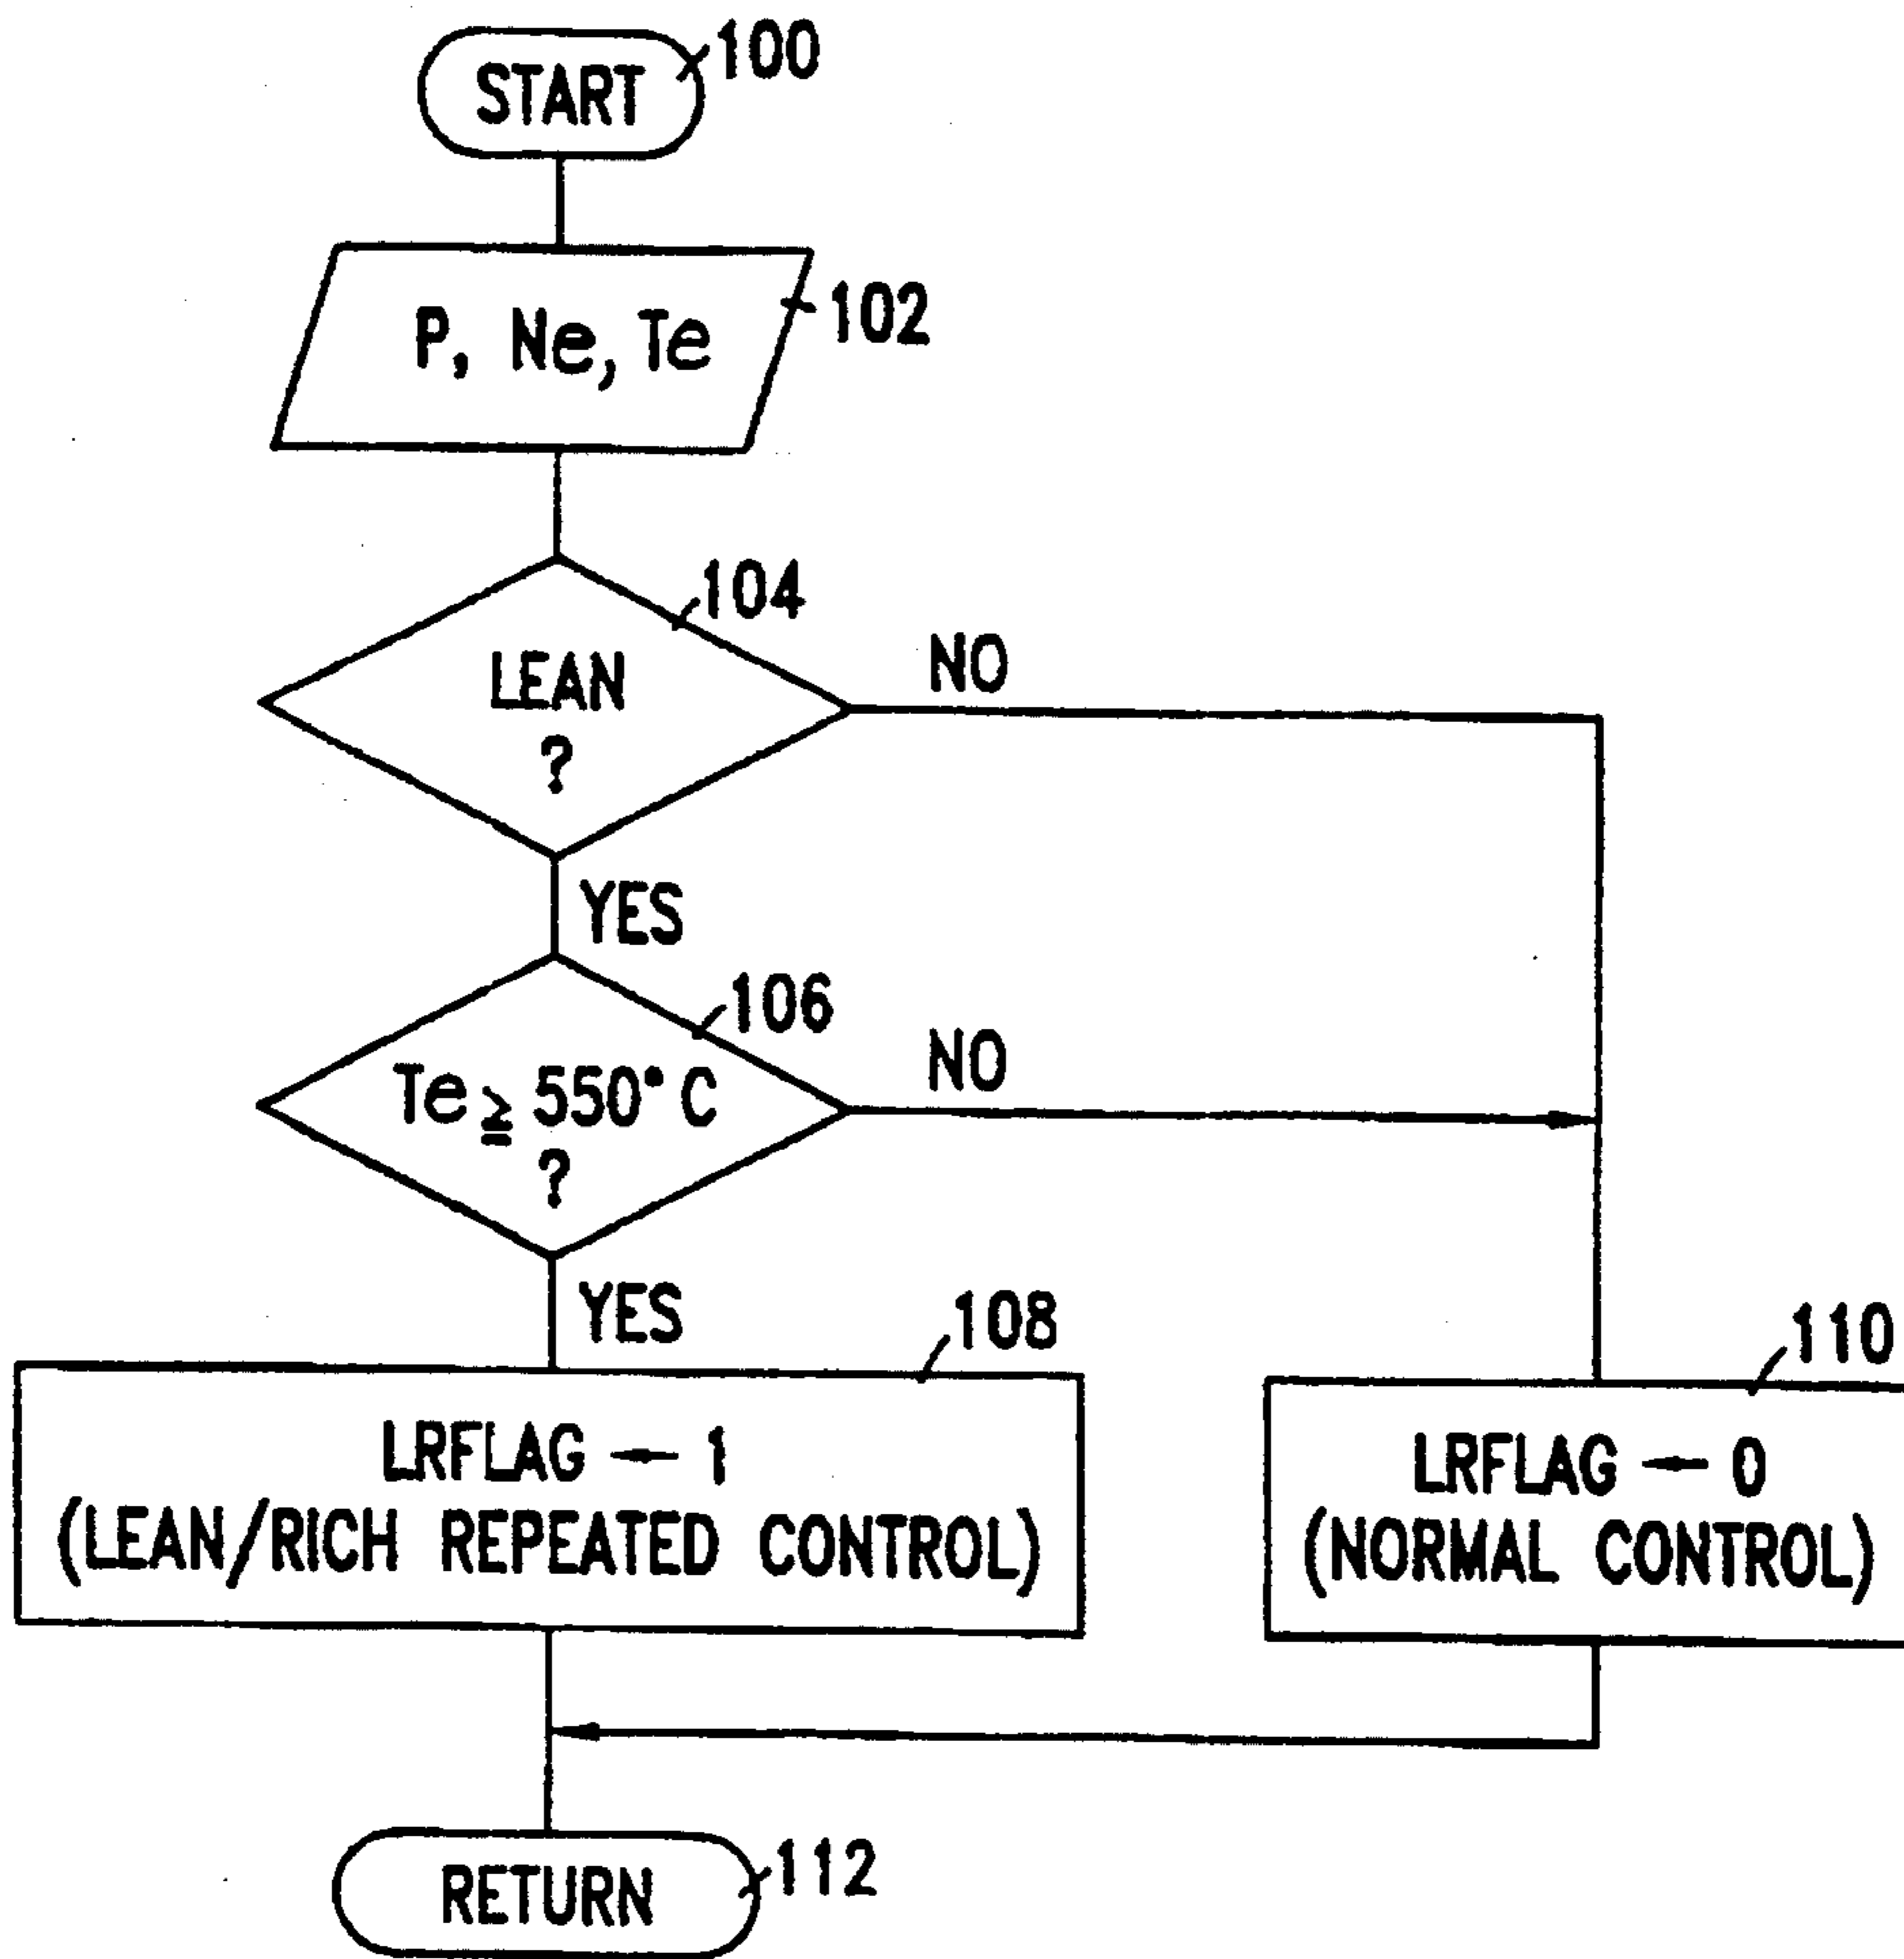 START
100
P, Ne, Te
102
104
LEAN
?
NO
YES
106
Te ≧ 550°C
?
NO
YES
108
LRFLAG ← 1
(LEAN/RICH REPEATED CONTROL)
110
LRFLAG ← 0
(NORMAL CONTROL)
RETURN
112